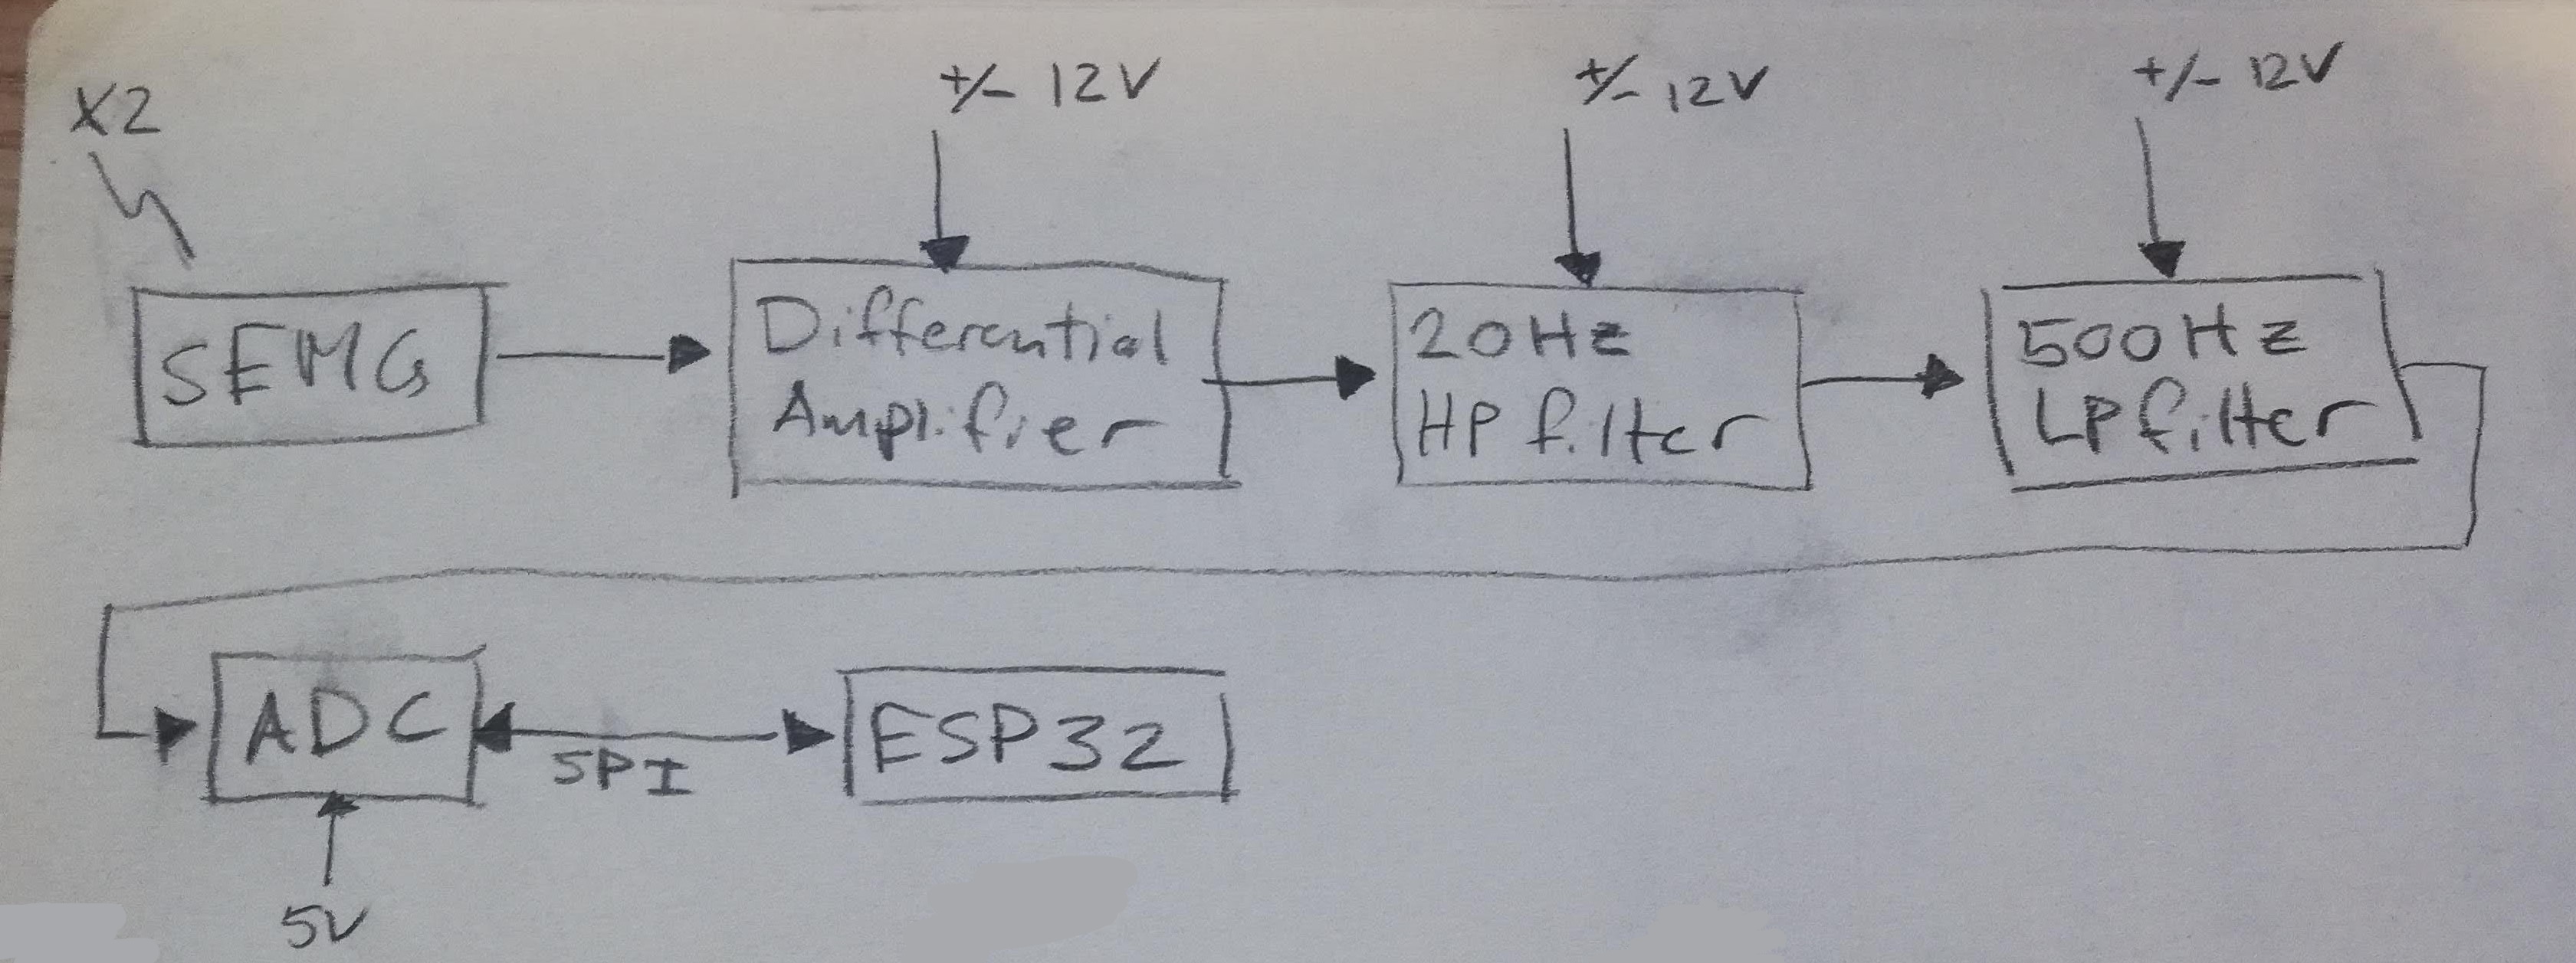 X2
+/- 12V
+/- 12V
+/- 12V
SEMG
Differential
Amplifier
20Hz
HP filter
500Hz
LP filter
ADC
SPI
ESP32
5V